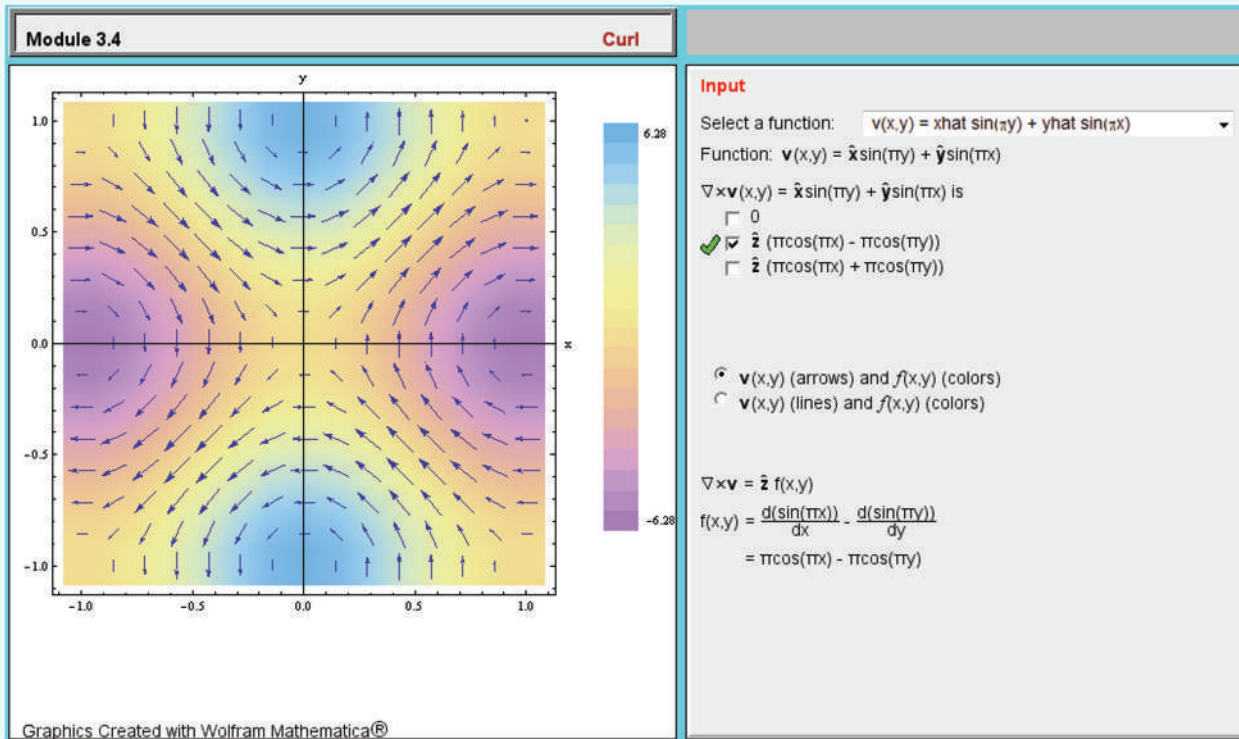 Module 3.4
Curl
y
1.0
0.5
0.0
-0.5
-1.0
-1.0
-0.5
0.0
0.5
1.0
x
6.28
-6.28
Graphics Created with Wolfram Mathematica®
Input
Select a function: v(x,y) = xhat sin(πy) + yhat sin(πx)
Function: v(x,y) = x̂sin(πy) + ŷsin(πx)
∇×v(x,y) = x̂sin(πy) + ŷsin(πx) is
0
ẑ (πcos(πx) - πcos(πy))
ẑ (πcos(πx) + πcos(πy))
v(x,y) (arrows) and f(x,y) (colors)
v(x,y) (lines) and f(x,y) (colors)
∇×v = ẑ f(x,y)
f(x,y) = d(sin(πx))/dx - d(sin(πy))/dy
= πcos(πx) - πcos(πy)